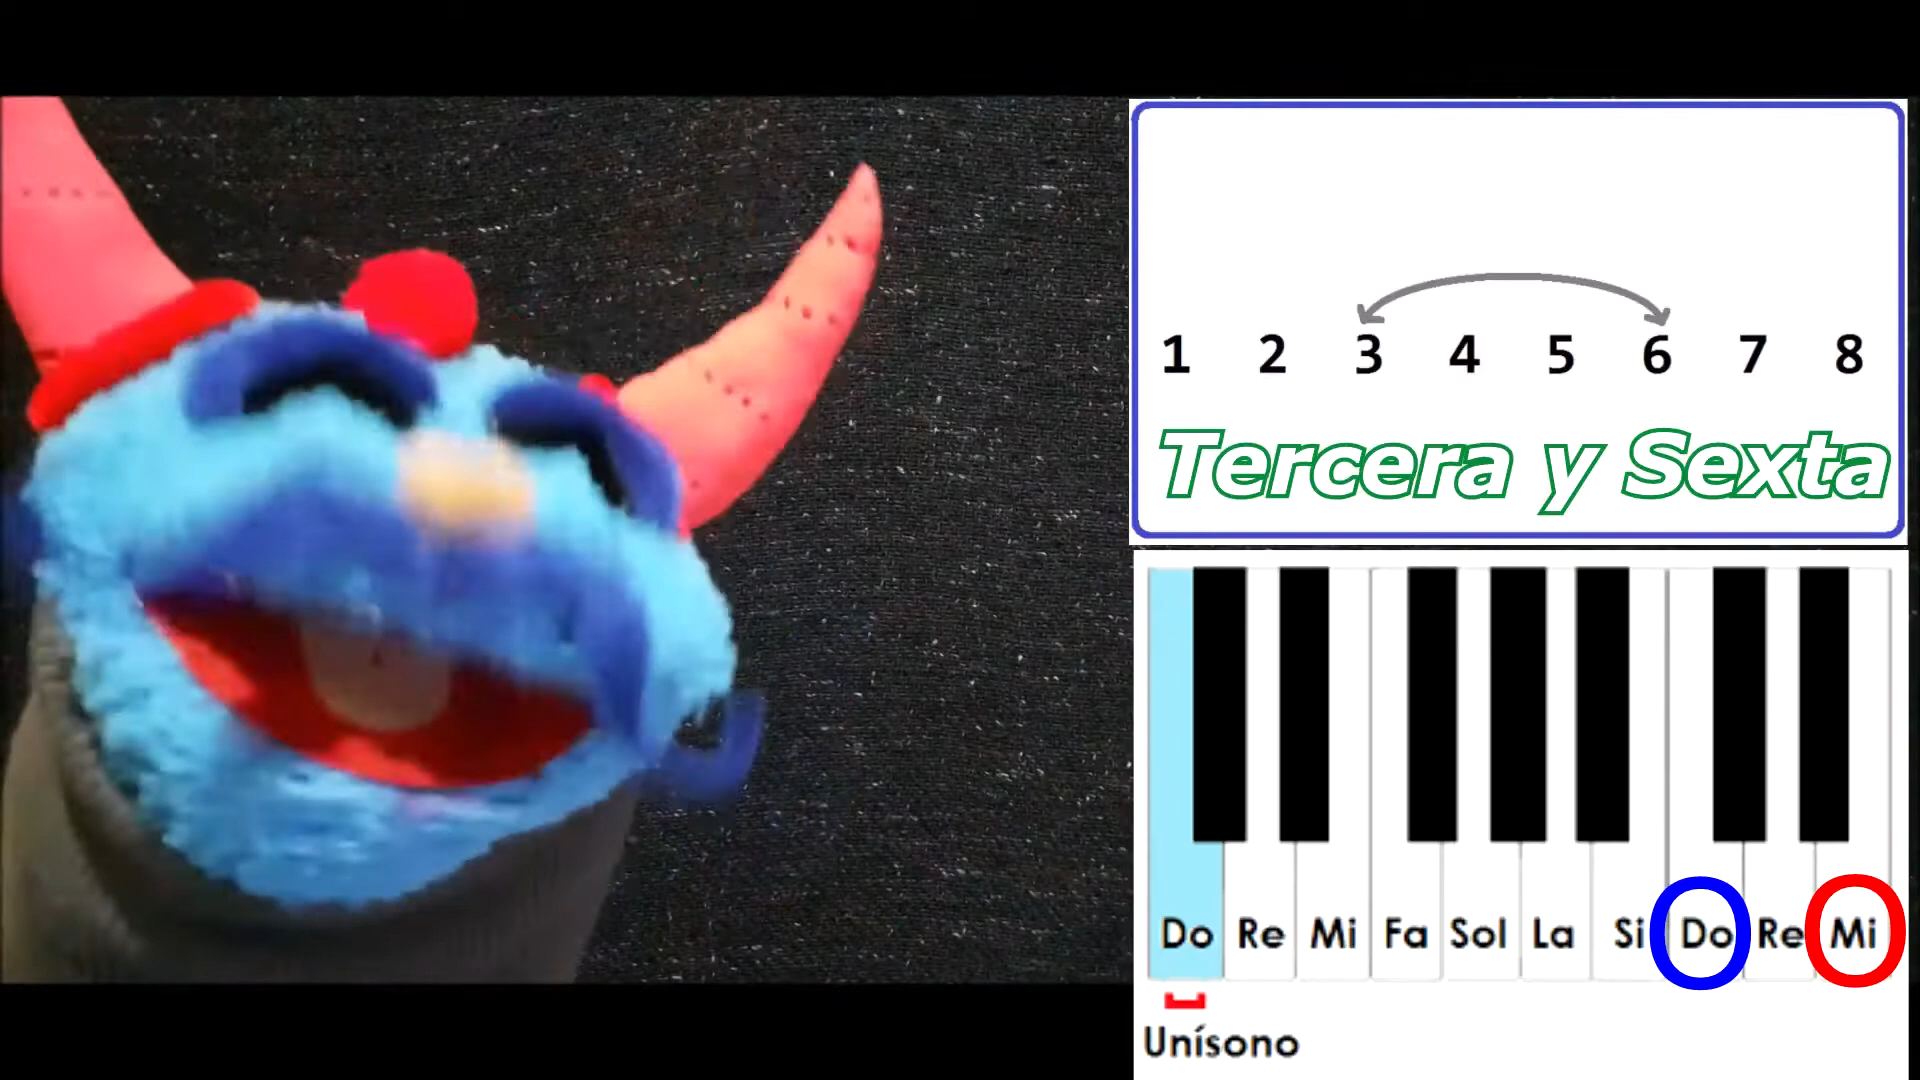 1 2 3 4 5 6 7 8
Tercera y Sexta
Do Re Mi Fa Sol La Si Do Re Mi
Unísono